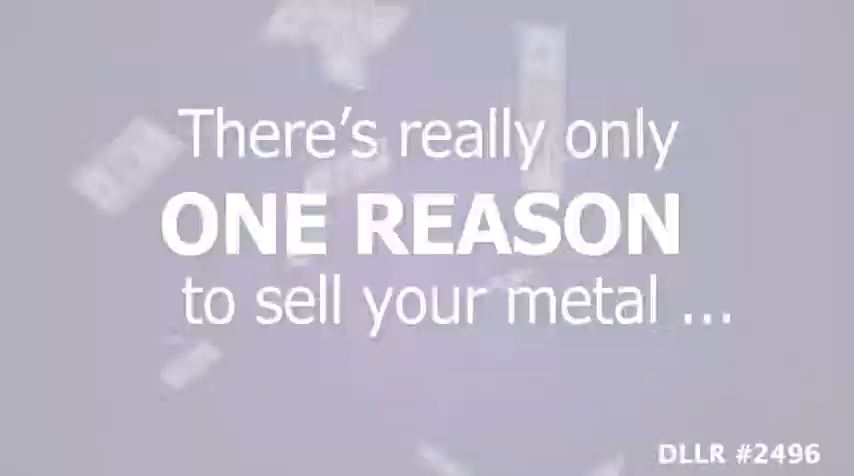 There's really only
ONE REASON
to sell your metal ...
DLLR #2496